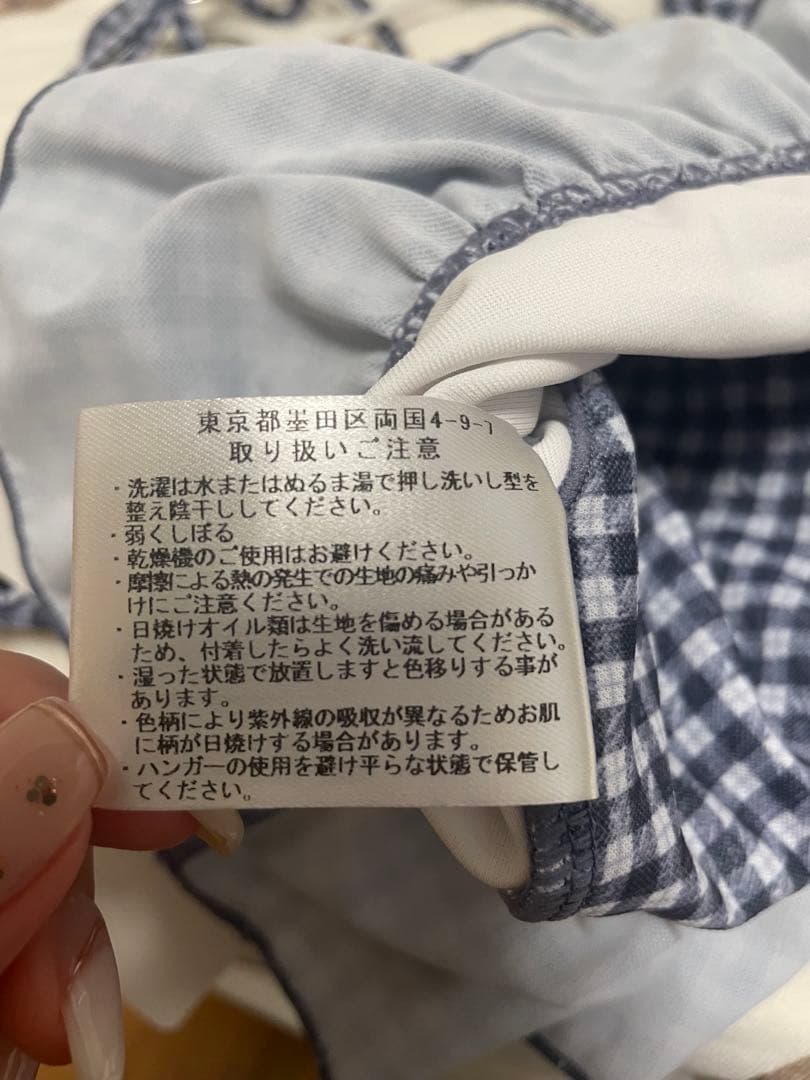 東京都墨田区両国4-9-7
取り扱いご注意
・洗濯は水またはぬるま湯で押し洗いし型を
整え陰干ししてください。
・弱くしぼる
・乾燥機のご使用はお避けください。
・摩擦による熱の発生での生地の痛みや引っか
けにご注意ください。
・日焼けオイル類は生地を傷める場合がある
ため、付着したらよく洗い流してください。
・湿った状態で放置しますと色移りする事が
あります。
・色柄により紫外線の吸収が異なるためお肌
に柄が日焼けする場合があります。
・ハンガーの使用を避け平らな状態で保管し
てください。